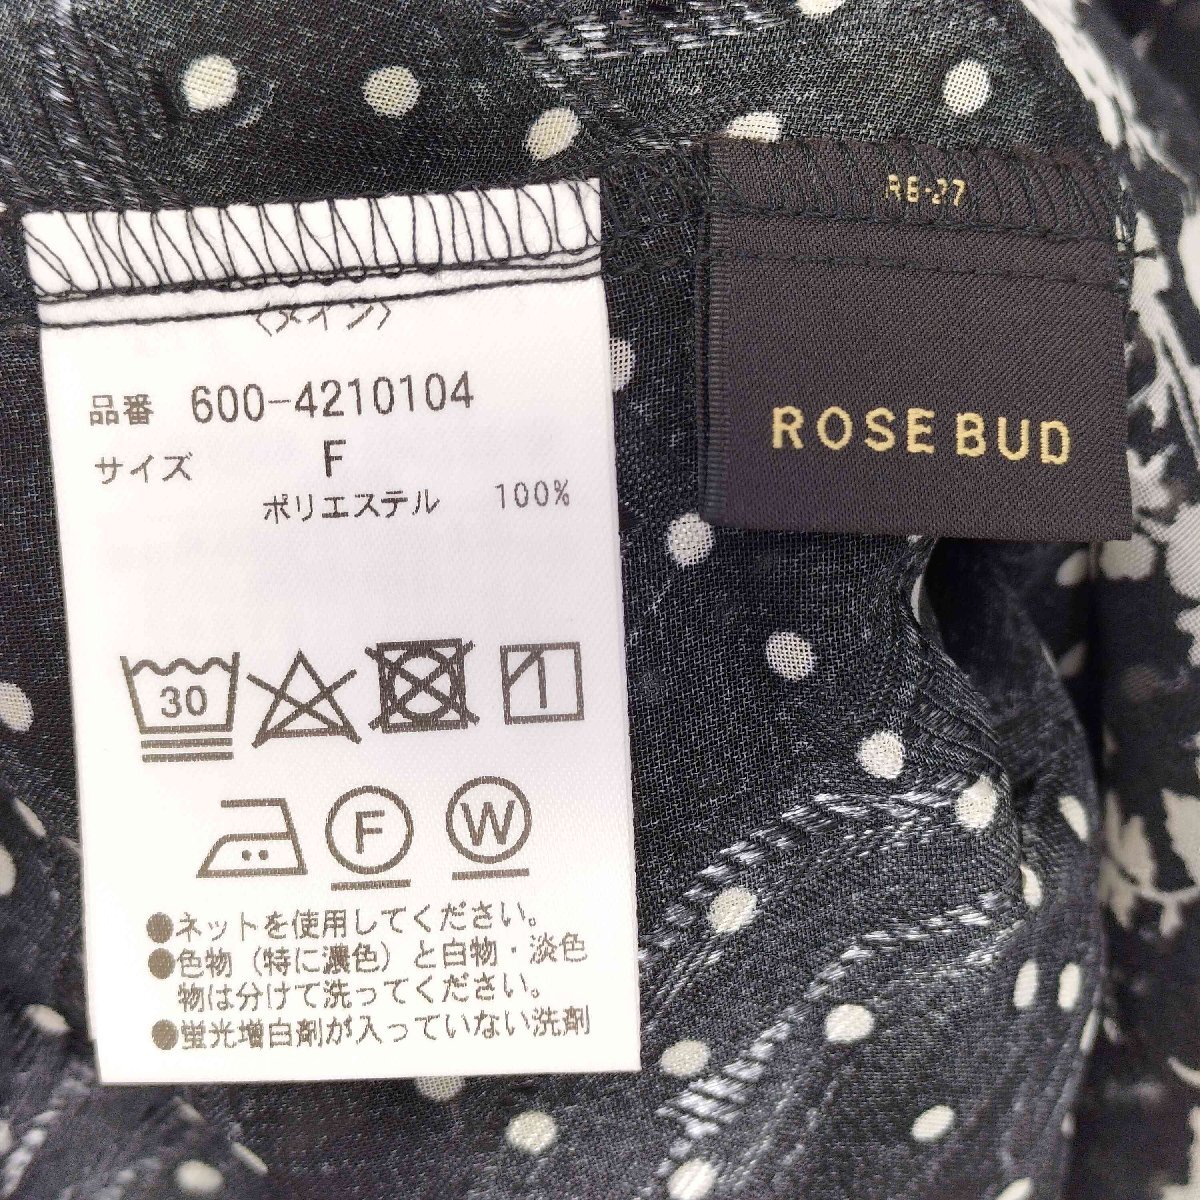 〈メイン〉
品番 600-4210104
サイズ F
ポリエステル 100%
30
F
W
●ネットを使用してください。
●色物（特に濃色）と白物・淡色
物は分けて洗ってください。
●蛍光増白剤が入っていない洗剤
RB-27
ROSE BUD